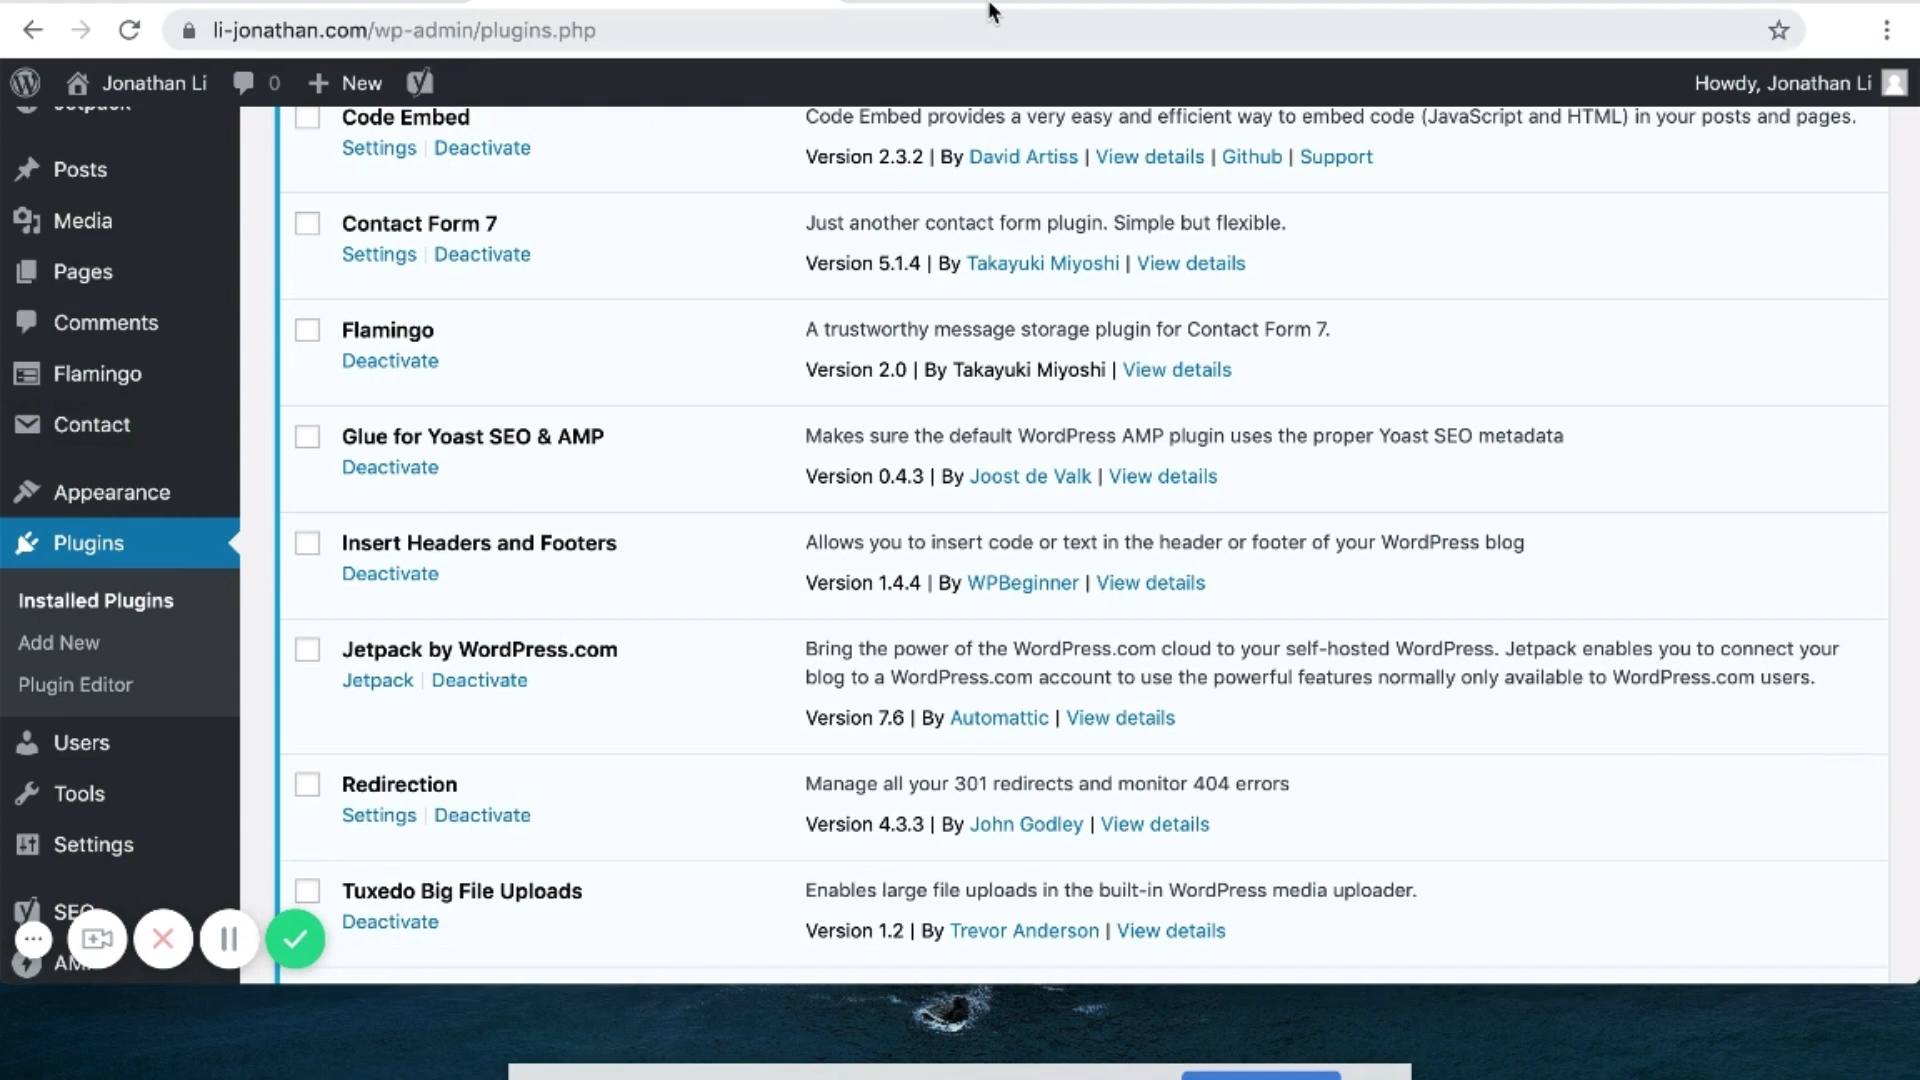 li-jonathan.com/wp-admin/plugins.php
Jonathan Li
0
New
Howdy, Jonathan Li
Jetpack
Posts
Media
Pages
Comments
Flamingo
Contact
Appearance
Plugins
Installed Plugins
Add New
Plugin Editor
Users
Tools
Settings
SEO
Code Embed
Settings | Deactivate
Code Embed provides a very easy and efficient way to embed code (JavaScript and HTML) in your posts and pages.
Version 2.3.2 | By David Artiss | View details | Github | Support
Contact Form 7
Settings | Deactivate
Just another contact form plugin. Simple but flexible.
Version 5.1.4 | By Takayuki Miyoshi | View details
Flamingo
Deactivate
A trustworthy message storage plugin for Contact Form 7.
Version 2.0 | By Takayuki Miyoshi | View details
Glue for Yoast SEO & AMP
Deactivate
Makes sure the default WordPress AMP plugin uses the proper Yoast SEO metadata
Version 0.4.3 | By Joost de Valk | View details
Insert Headers and Footers
Deactivate
Allows you to insert code or text in the header or footer of your WordPress blog
Version 1.4.4 | By WPBeginner | View details
Jetpack by WordPress.com
Jetpack | Deactivate
Bring the power of the WordPress.com cloud to your self-hosted WordPress. Jetpack enables you to connect your
blog to a WordPress.com account to use the powerful features normally only available to WordPress.com users.
Version 7.6 | By Automattic | View details
Redirection
Settings | Deactivate
Manage all your 301 redirects and monitor 404 errors
Version 4.3.3 | By John Godley | View details
Tuxedo Big File Uploads
Deactivate
Enables large file uploads in the built-in WordPress media uploader.
Version 1.2 | By Trevor Anderson | View details